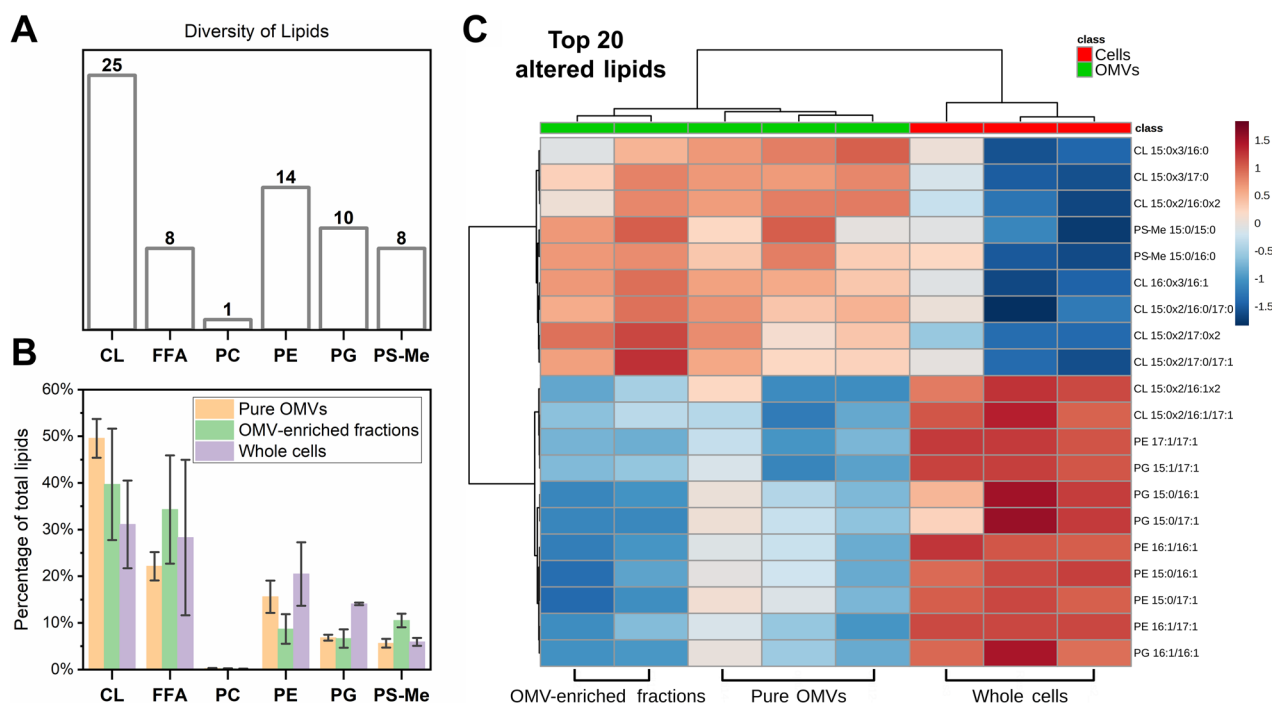 A
Diversity of Lipids
25
8
1
14
10
8
CL FFA PC PE PG PS-Me
B
Percentage of total lipids
60%
50%
40%
30%
20%
10%
0%
Pure OMVs
OMV-enriched fractions
Whole cells
CL FFA PC PE PG PS-Me
C
Top 20
altered lipids
class
Cells
OMVs
class
CL 15:0x3/16:0
CL 15:0x3/17:0
CL 15:0x2/16:0x2
PS-Me 15:0/15:0
PS-Me 15:0/16:0
CL 16:0x3/16:1
CL 15:0x2/16:0/17:0
CL 15:0x2/17:0x2
CL 15:0x2/17:0/17:1
CL 15:0x2/16:1x2
CL 15:0x2/16:1/17:1
PE 17:1/17:1
PG 15:1/17:1
PG 15:0/16:1
PG 15:0/17:1
PE 16:1/16:1
PE 15:0/16:1
PE 15:0/17:1
PE 16:1/17:1
PG 16:1/16:1
1.5
1
0.5
0
-0.5
-1
-1.5
OMV-enriched fractions Pure OMVs Whole cells